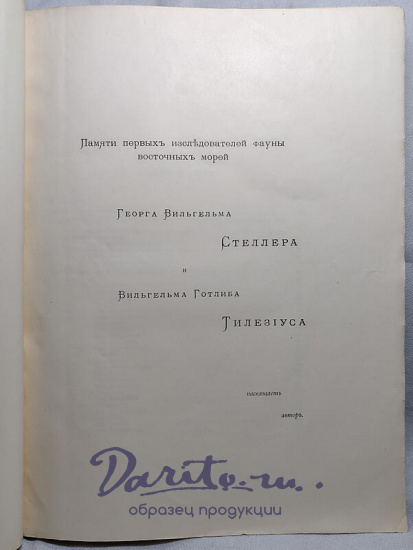 Памяти первыхъ изслѣдователей фауны
восточныхъ морей
Георга Вильгельма
Стеллера
и
Вильгельма Готлиба
Тилезіуса
посвящаетъ
авторъ.
Darito.ru.
образец продукции